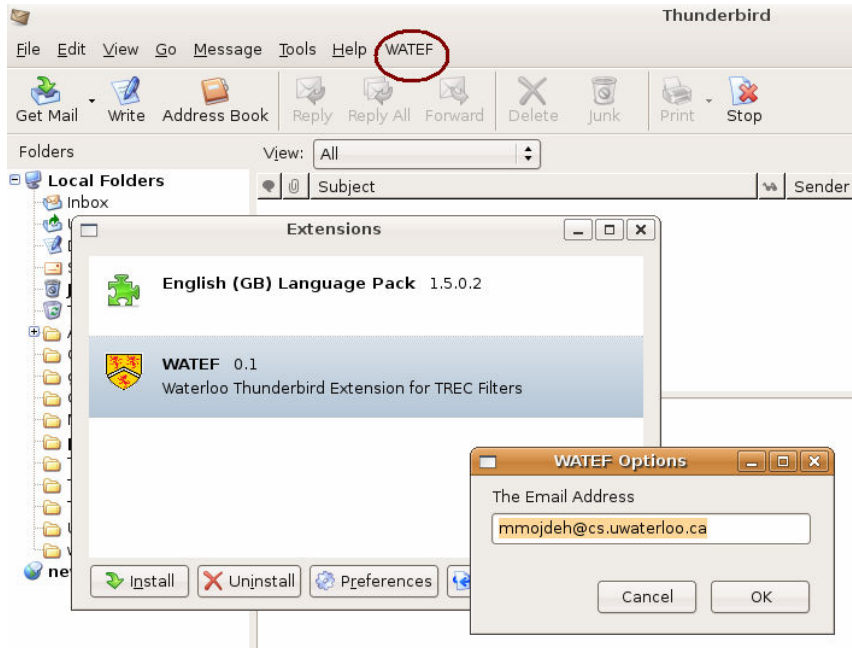 Thunderbird
File Edit View Go Message Tools Help WATEF
Get Mail Write Address Book Reply Reply All Forward Delete Junk Print Stop
Folders
View: All
Local Folders
Subject Sender
Inbox
Extensions
English (GB) Language Pack 1.5.0.2
WATEF 0.1
Waterloo Thunderbird Extension for TREC Filters
WATEF Options
The Email Address
mmojdeh@cs.uwaterloo.ca
Install Uninstall Preferences
Cancel OK